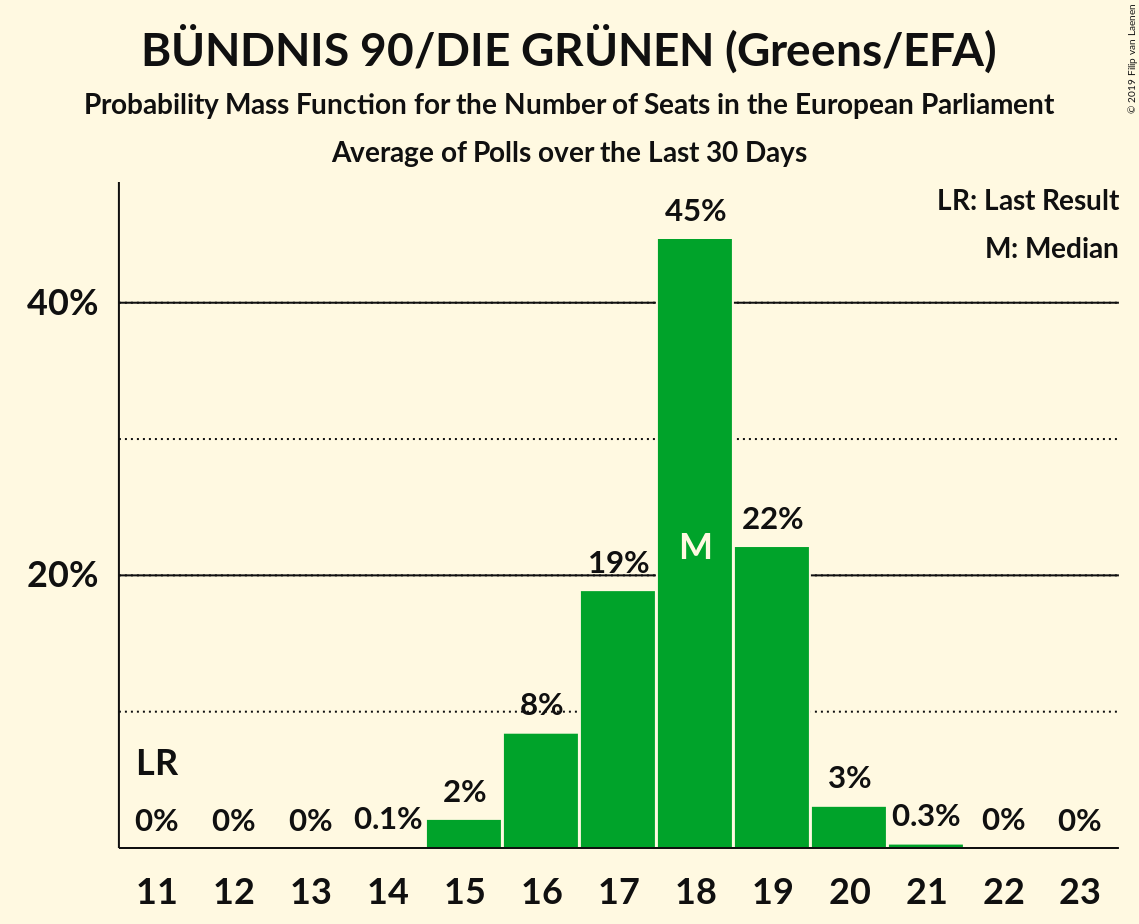 BÜNDNIS 90/DIE GRÜNEN (Greens/EFA)
Probability Mass Function for the Number of Seats in the European Parliament
Average of Polls over the Last 30 Days
© 2019 Filip van Laenen
LR: Last Result
M: Median
45%
40%
22%
M
19%
20%
8%
LR
2%
3%
0%
0%
0%
0.1%
0.3%
0%
0%
11 12 13 14 15 16 17 18 19 20 21 22 23